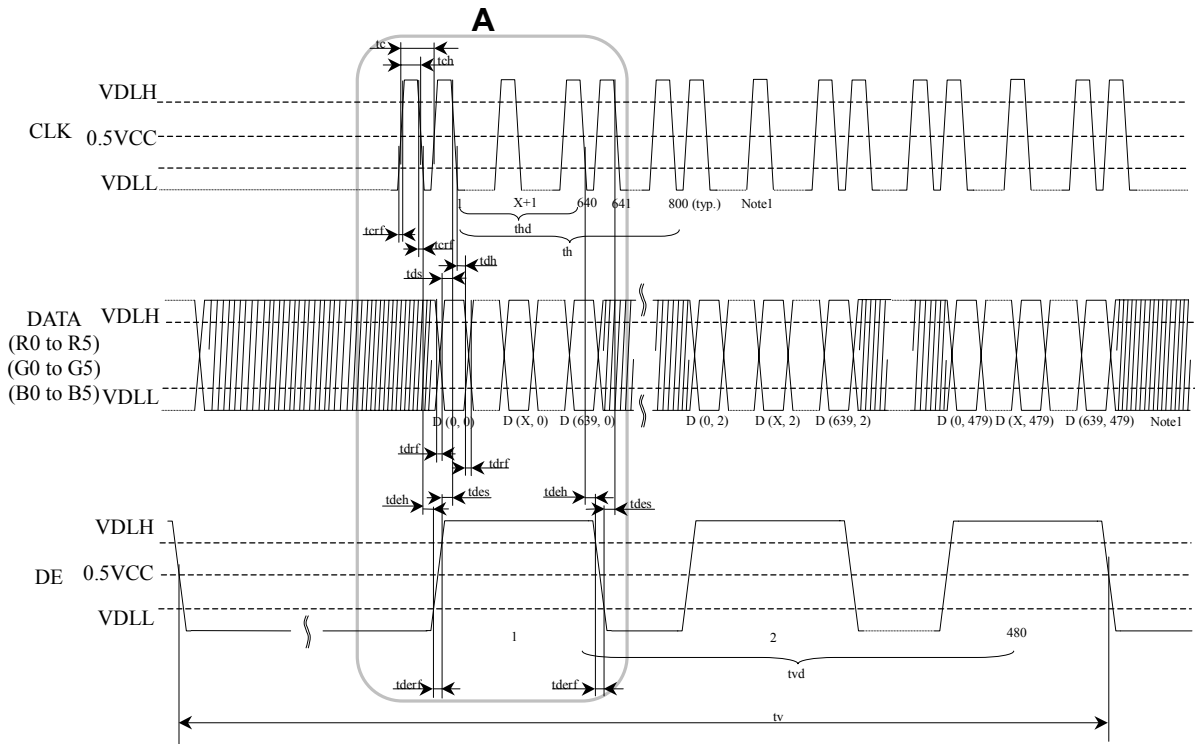 A
tc
tch
VDLH
CLK
0.5VCC
VDLL
1
X+1
640
641
800 (typ.)
Note1
thd
th
tcrf
tcrf
tdh
tds
DATA
(R0 to R5)
(G0 to G5)
(B0 to B5)
VDLH
VDLL
D (0, 0)
D (X, 0)
D (639, 0)
D (0, 2)
D (X, 2)
D (639, 2)
D (0, 479)
D (X, 479)
D (639, 479)
Note1
tdrf
tdrf
tdeh
tdes
tdeh
tdes
VDLH
DE
0.5VCC
VDLL
1
2
480
tvd
tderf
tderf
tv